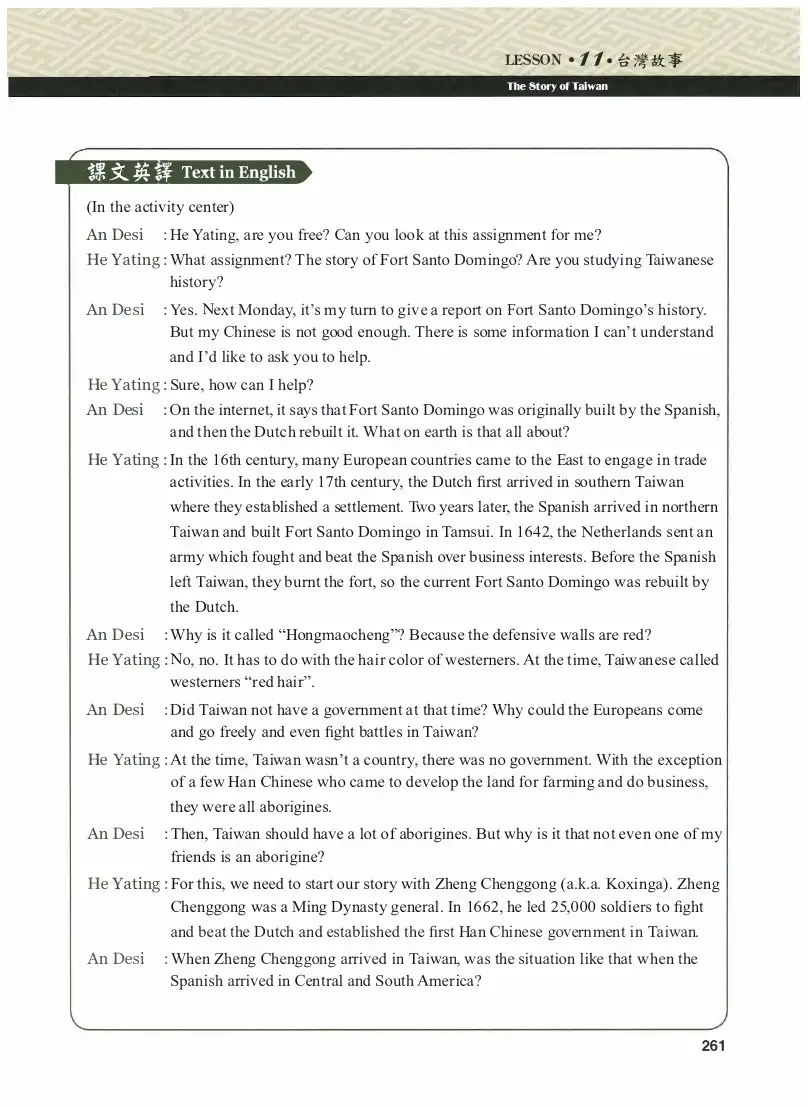 LESSON • 11 • 台灣故事
The Story of Taiwan
課文英譯 Text in English
(In the activity center)
An Desi : He Yating, are you free? Can you look at this assignment for me?
He Yating : What assignment? The story of Fort Santo Domingo? Are you studying Taiwanese
history?
An Desi : Yes. Next Monday, it's my turn to give a report on Fort Santo Domingo's history.
But my Chinese is not good enough. There is some information I can't understand
and I'd like to ask you to help.
He Yating : Sure, how can I help?
An Desi : On the internet, it says that Fort Santo Domingo was originally built by the Spanish,
and then the Dutch rebuilt it. What on earth is that all about?
He Yating : In the 16th century, many European countries came to the East to engage in trade
activities. In the early 17th century, the Dutch first arrived in southern Taiwan
where they established a settlement. Two years later, the Spanish arrived in northern
Taiwan and built Fort Santo Domingo in Tamsui. In 1642, the Netherlands sent an
army which fought and beat the Spanish over business interests. Before the Spanish
left Taiwan, they burnt the fort, so the current Fort Santo Domingo was rebuilt by
the Dutch.
An Desi : Why is it called “Hongmaocheng”? Because the defensive walls are red?
He Yating : No, no. It has to do with the hair color of westerners. At the time, Taiwanese called
westerners “red hair”.
An Desi : Did Taiwan not have a government at that time? Why could the Europeans come
and go freely and even fight battles in Taiwan?
He Yating : At the time, Taiwan wasn't a country, there was no government. With the exception
of a few Han Chinese who came to develop the land for farming and do business,
they were all aborigines.
An Desi : Then, Taiwan should have a lot of aborigines. But why is it that not even one of my
friends is an aborigine?
He Yating : For this, we need to start our story with Zheng Chenggong (a.k.a. Koxinga). Zheng
Chenggong was a Ming Dynasty general. In 1662, he led 25,000 soldiers to fight
and beat the Dutch and established the first Han Chinese government in Taiwan.
An Desi : When Zheng Chenggong arrived in Taiwan, was the situation like that when the
Spanish arrived in Central and South America?
261